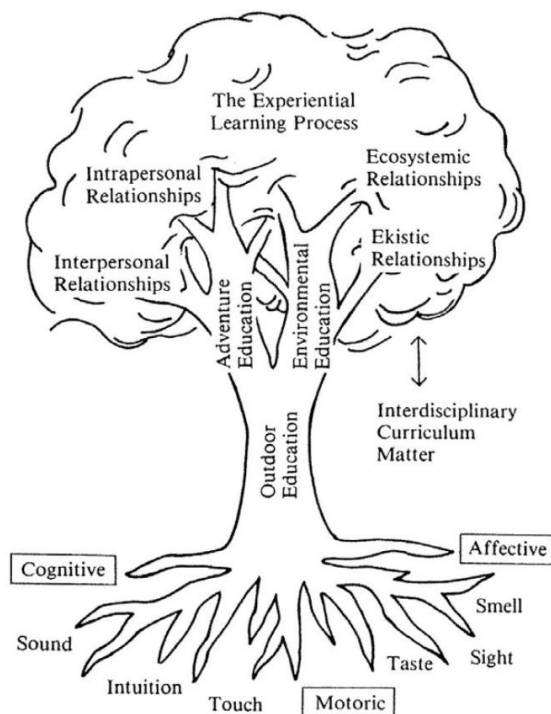 The Experiential
Learning Process
Intrapersonal
Relationships
Ecosystemic
Relationships
Interpersonal
Relationships
Ekistic
Relationships
Adventure
Education
Environmental
Education
Interdisciplinary
Curriculum
Matter
Outdoor
Education
Cognitive
Affective
Sound
Smell
Intuition
Taste
Sight
Touch
Motoric